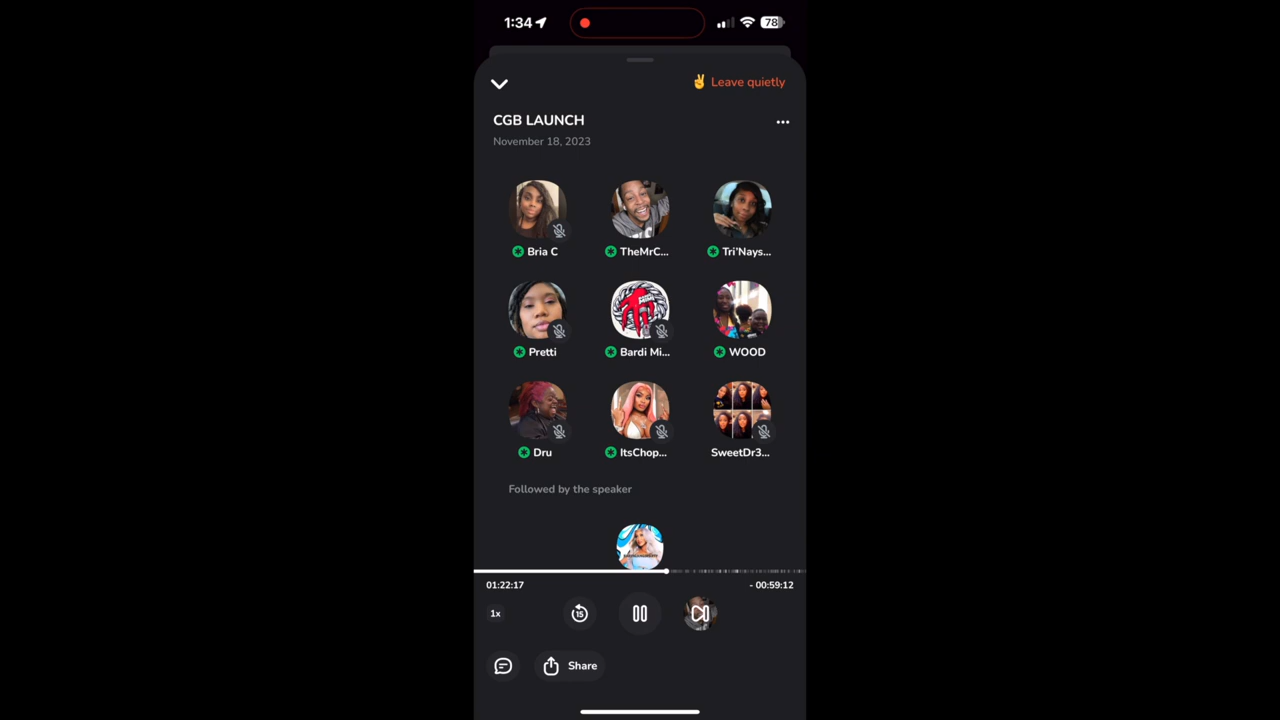 1:34
78
✌️ Leave quietly
CGB LAUNCH
November 18, 2023
Bria C
TheMrC...
Tri'Nays...
Pretti
Bardi Mi...
WOOD
Dru
ItsChop...
SweetDr3...
Followed by the speaker
01:22:17
- 00:59:12
1x
15
Share